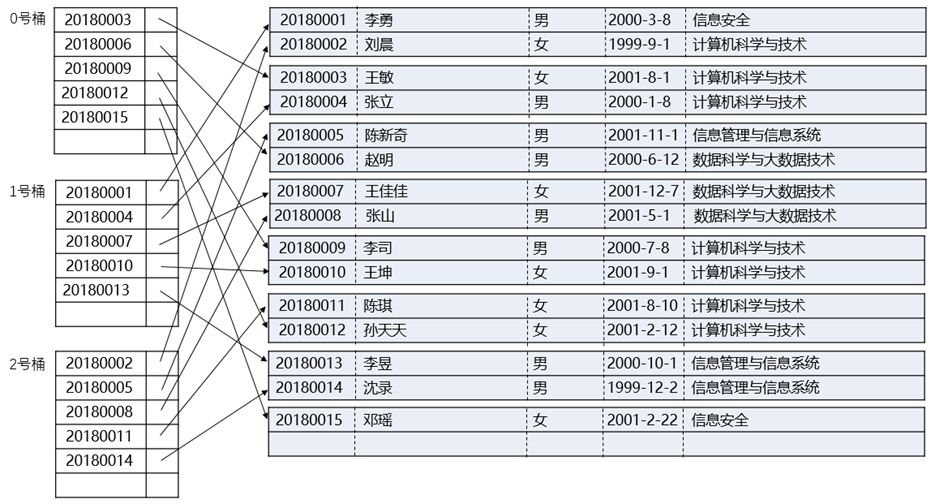 0号桶
20180003
20180006
20180009
20180012
20180015
1号桶
20180001
20180004
20180007
20180010
20180013
2号桶
20180002
20180005
20180008
20180011
20180014
20180001 李勇 男 2000-3-8 信息安全
20180002 刘晨 女 1999-9-1 计算机科学与技术
20180003 王敏 女 2001-8-1 计算机科学与技术
20180004 张立 男 2000-1-8 计算机科学与技术
20180005 陈新奇 男 2001-11-1 信息管理与信息系统
20180006 赵明 男 2000-6-12 数据科学与大数据技术
20180007 王佳佳 女 2001-12-7 数据科学与大数据技术
20180008 张山 男 2001-5-1 数据科学与大数据技术
20180009 李司 男 2000-7-8 计算机科学与技术
20180010 王坤 女 2001-9-1 计算机科学与技术
20180011 陈琪 女 2001-8-10 计算机科学与技术
20180012 孙天天 女 2001-2-12 计算机科学与技术
20180013 李昱 男 2000-10-1 信息管理与信息系统
20180014 沈录 男 1999-12-2 信息管理与信息系统
20180015 邓瑶 女 2001-2-22 信息安全